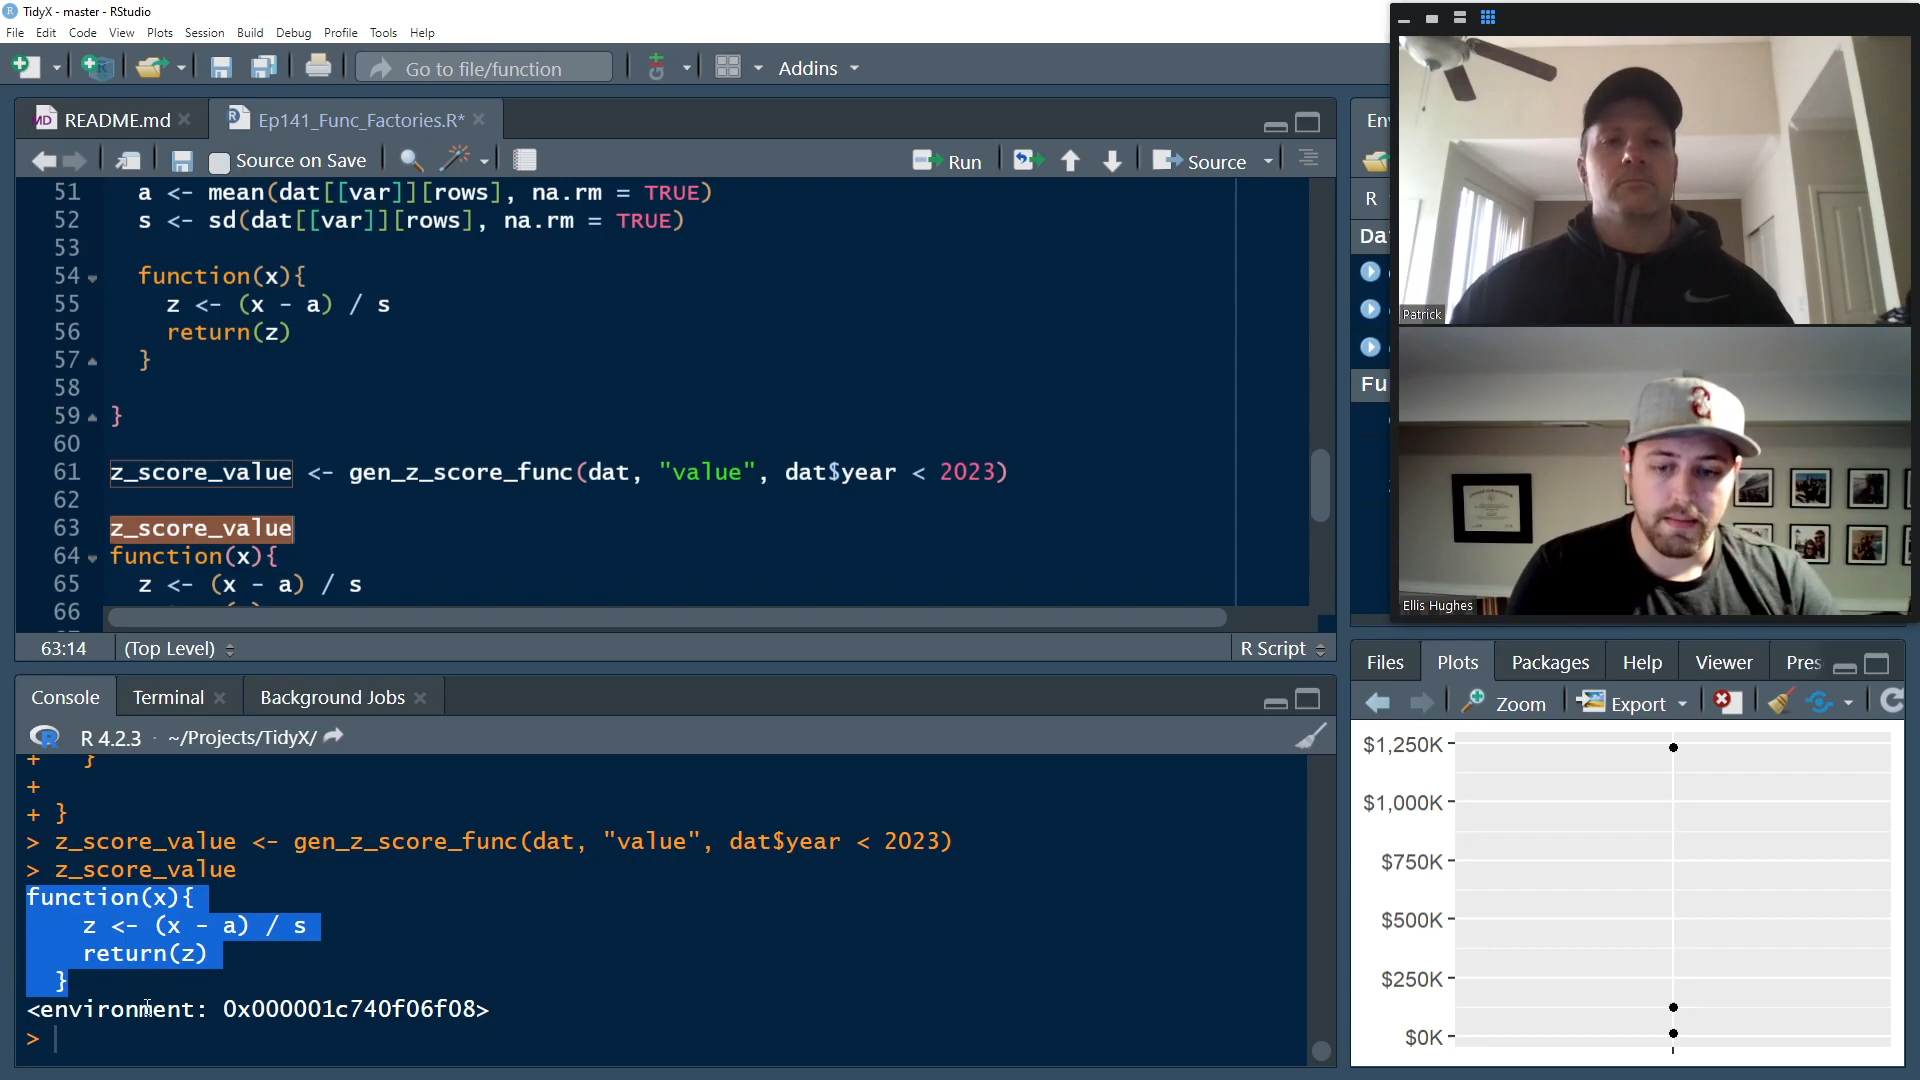 TidyX - master - RStudio
File Edit Code View Plots Session Build Debug Profile Tools Help
Go to file/function Addins
README.md Ep141_Func_Factories.R*
Source on Save Run Source
51 a <- mean(dat[[var]][rows], na.rm = TRUE)
52 s <- sd(dat[[var]][rows], na.rm = TRUE)
53
54 function(x){
55 z <- (x - a) / s
56 return(z)
57 }
58
59 }
60
61 z_score_value <- gen_z_score_func(dat, "value", dat$year < 2023)
62
63 z_score_value
64 function(x){
65 z <- (x - a) / s
66
63:14 (Top Level) R Script
Console Terminal Background Jobs
R 4.2.3 · ~/Projects/TidyX/
+ }
+
+ }
> z_score_value <- gen_z_score_func(dat, "value", dat$year < 2023)
> z_score_value
function(x){
z <- (x - a) / s
return(z)
}
<environment: 0x000001c740f06f08>
>
En
R
Da
Fu
Patrick
Ellis Hughes
Files Plots Packages Help Viewer Pres
Zoom Export
$1,250K
$1,000K
$750K
$500K
$250K
$0K